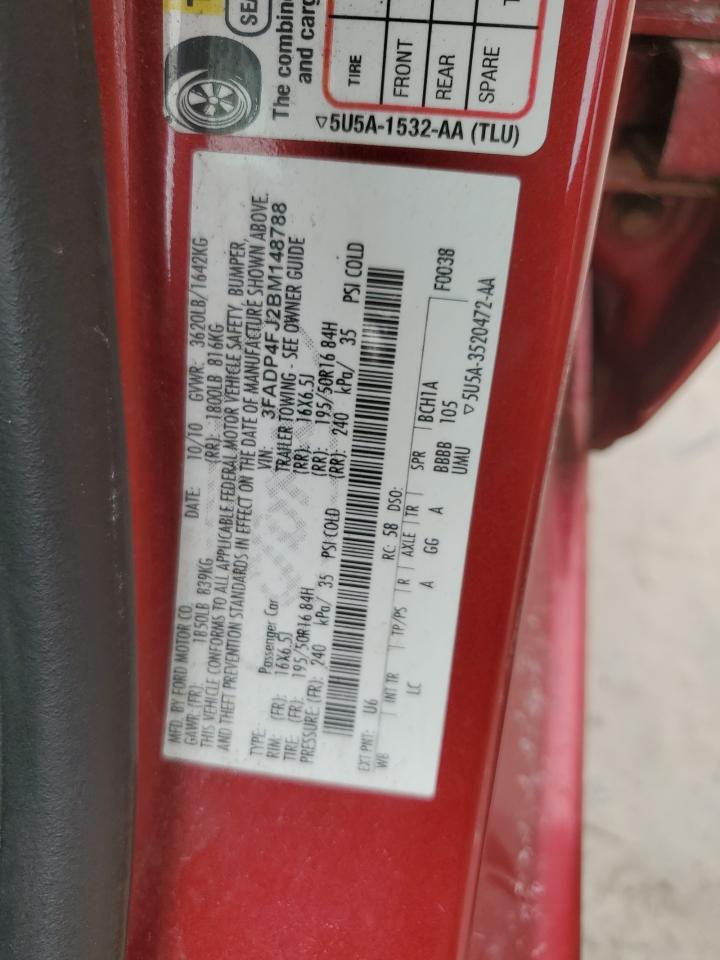 SEA
The combined
and cargo
TIRE
FRONT
REAR
SPARE
▽5U5A-1532-AA (TLU)
MFD. BY FORD MOTOR CO. DATE: 10/10 GVWR: 3620LB/1642KG
GAWR: (FR): 1850LB 839KG (RR): 1800LB 816KG
THIS VEHICLE CONFORMS TO ALL APPLICABLE FEDERAL MOTOR VEHICLE SAFETY, BUMPER,
AND THEFT PREVENTION STANDARDS IN EFFECT ON THE DATE OF MANUFACTURE SHOWN ABOVE.
VIN: 3FADP4FJ2BM148788
TYPE: Passenger Car TRAILER TOWING - SEE OWNER GUIDE
RIM: (FR): 16X6.5J (RR): 16X6.5J
TIRE: (FR): 195/50R16 84H (RR): 195/50R16 84H
PRESSURE: (FR): 240 kPa/ 35 PSI COLD (RR): 240 kPa/ 35 PSI COLD
EXT PNT: U6 RC: 58 DSO: F0038
WB INT TR TP/PS R AXLE TR SPR BCH1A
LC A GG A BBBB 105
UMU ▽5U5A-3520472-AA